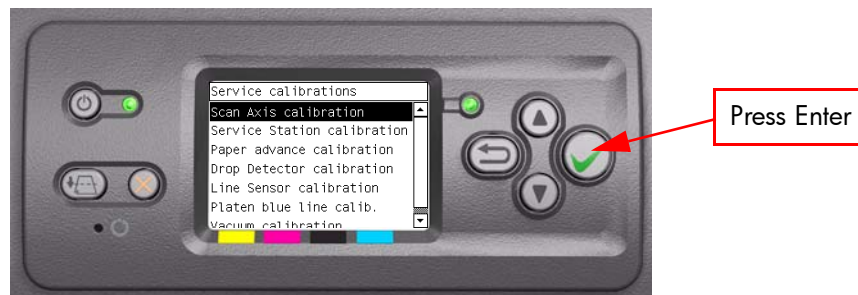 Service calibrations
Scan Axis calibration
Service Station calibration
Paper advance calibration
Drop Detector calibration
Line Sensor calibration
Platen blue line calib.
Vacuum calibration
Press Enter